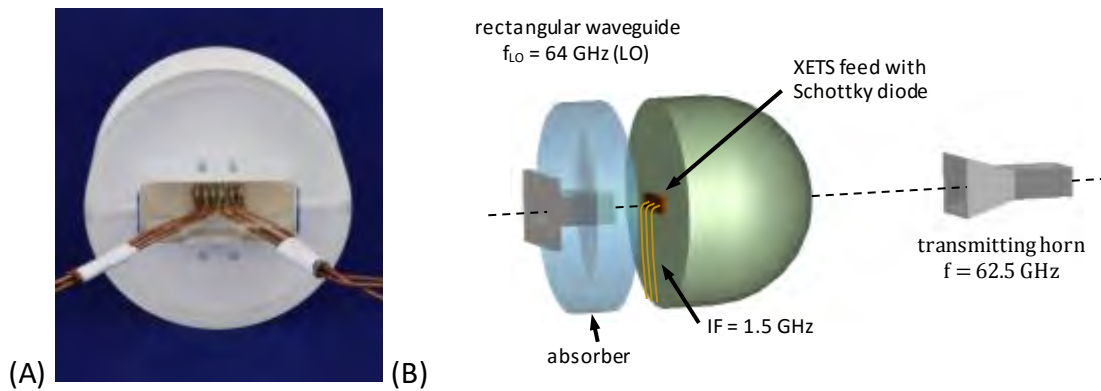 rectangular waveguide
f_LO = 64 GHz (LO)
XETS feed with
Schottky diode
transmitting horn
f = 62.5 GHz
IF = 1.5 GHz
absorber
(A)
(B)